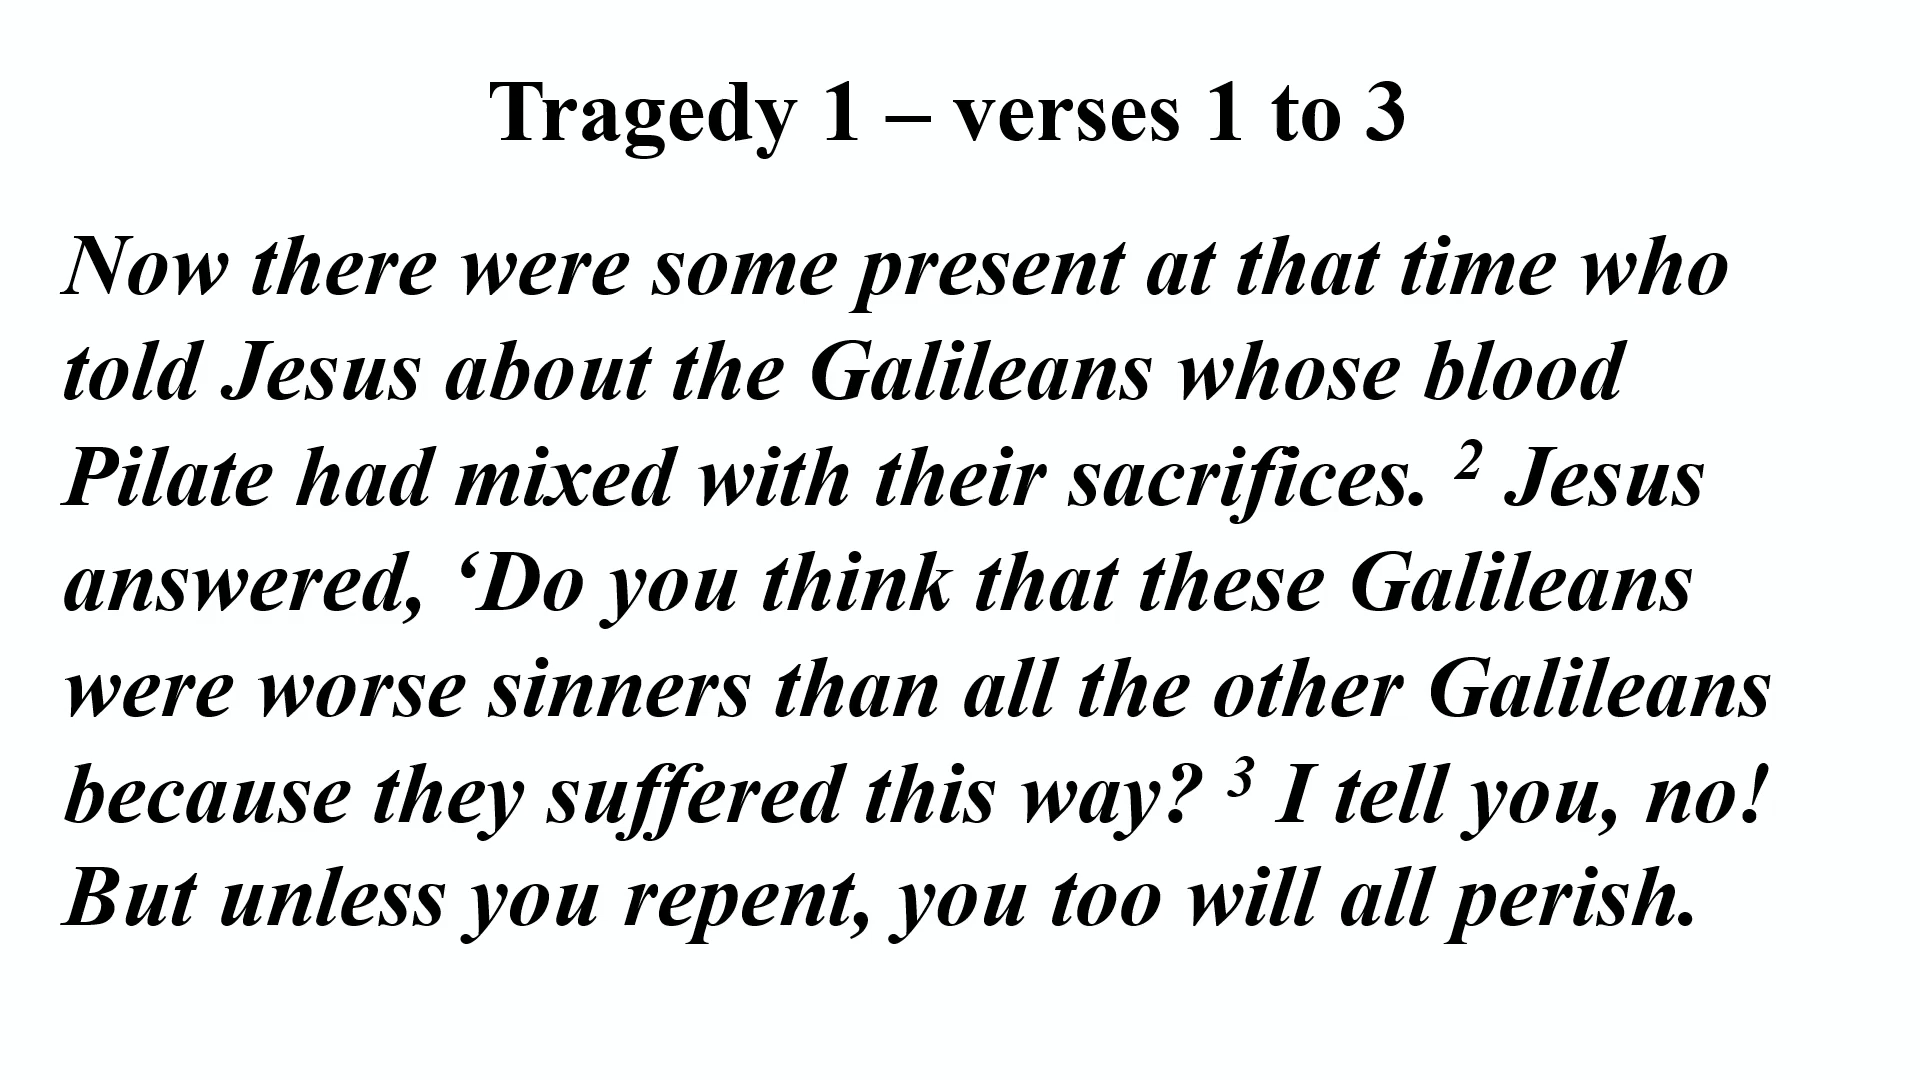 Tragedy 1 – verses 1 to 3
Now there were some present at that time who
told Jesus about the Galileans whose blood
Pilate had mixed with their sacrifices. ² Jesus
answered, ‘Do you think that these Galileans
were worse sinners than all the other Galileans
because they suffered this way? ³ I tell you, no!
But unless you repent, you too will all perish.